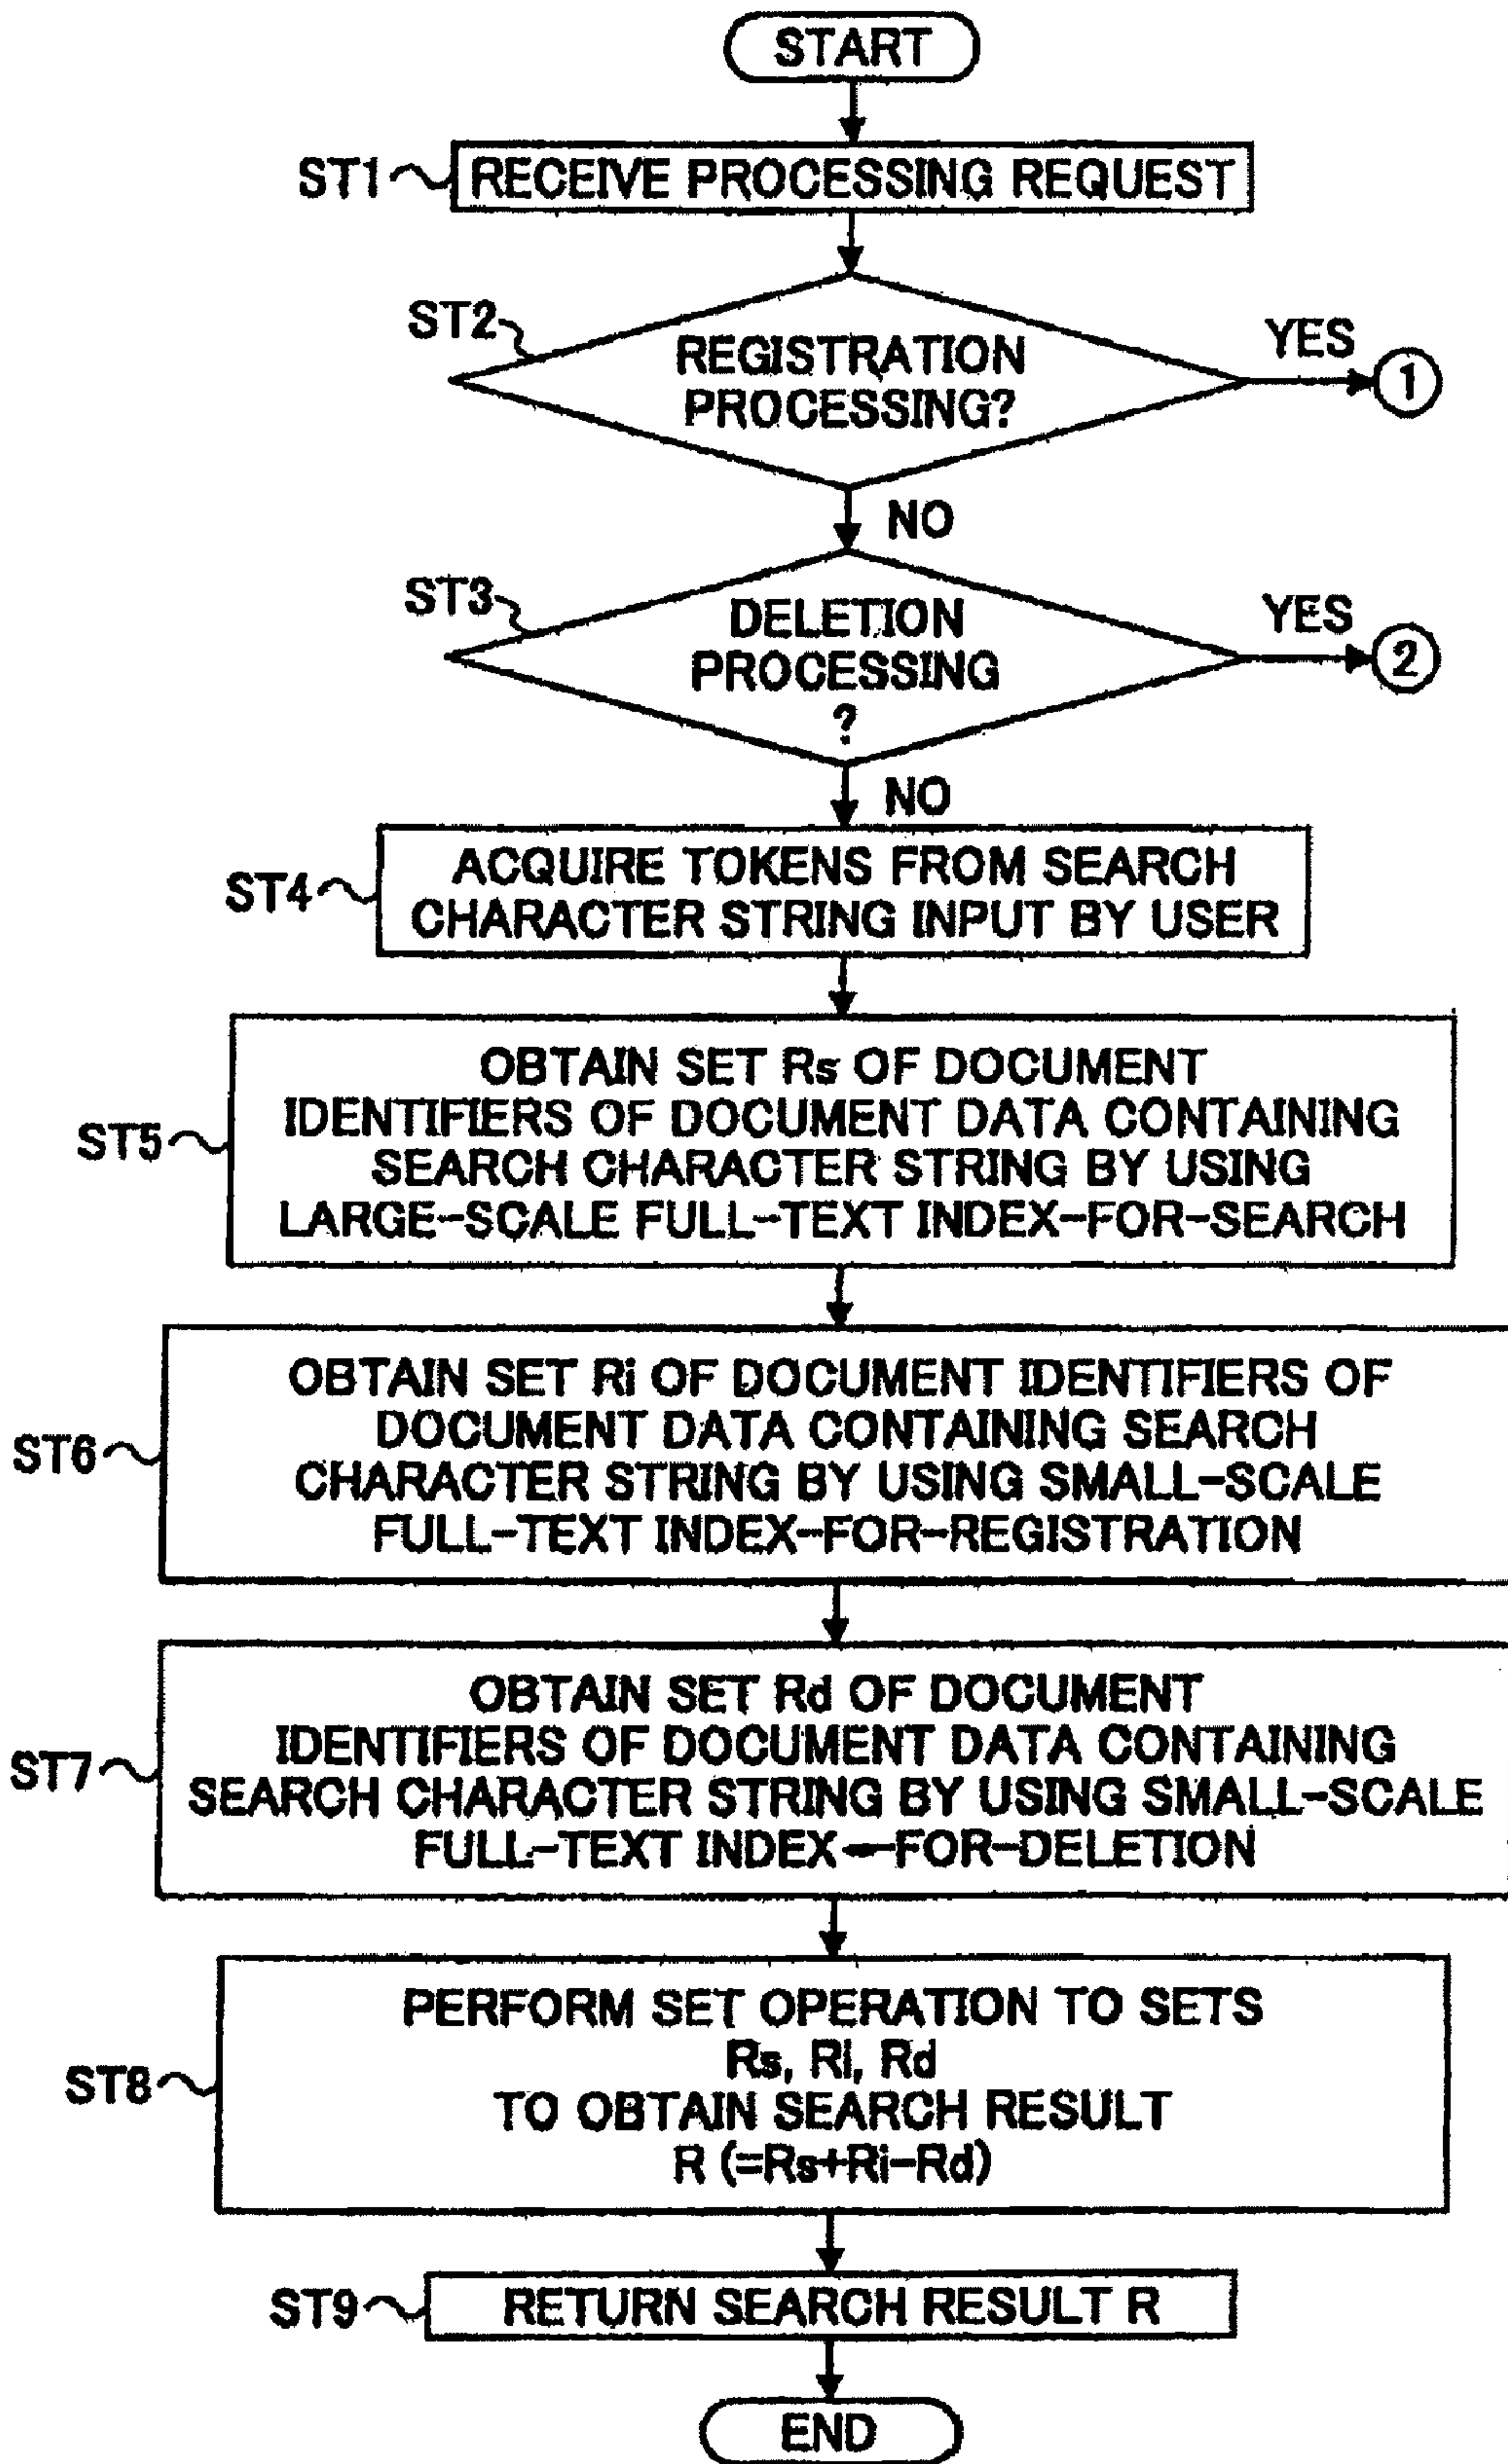 START
ST1 RECEIVE PROCESSING REQUEST
ST2
REGISTRATION
PROCESSING?
YES
1
NO
ST3
DELETION
PROCESSING
?
YES
2
NO
ST4
ACQUIRE TOKENS FROM SEARCH
CHARACTER STRING INPUT BY USER
ST5
OBTAIN SET Rs OF DOCUMENT
IDENTIFIERS OF DOCUMENT DATA CONTAINING
SEARCH CHARACTER STRING BY USING
LARGE-SCALE FULL-TEXT INDEX-FOR-SEARCH
ST6
OBTAIN SET Ri OF DOCUMENT IDENTIFIERS OF
DOCUMENT DATA CONTAINING SEARCH
CHARACTER STRING BY USING SMALL-SCALE
FULL-TEXT INDEX-FOR-REGISTRATION
ST7
OBTAIN SET Rd OF DOCUMENT
IDENTIFIERS OF DOCUMENT DATA CONTAINING
SEARCH CHARACTER STRING BY USING SMALL-SCALE
FULL-TEXT INDEX-FOR-DELETION
ST8
PERFORM SET OPERATION TO SETS
Rs, Ri, Rd
TO OBTAIN SEARCH RESULT
R (=Rs+Ri-Rd)
ST9 RETURN SEARCH RESULT R
END